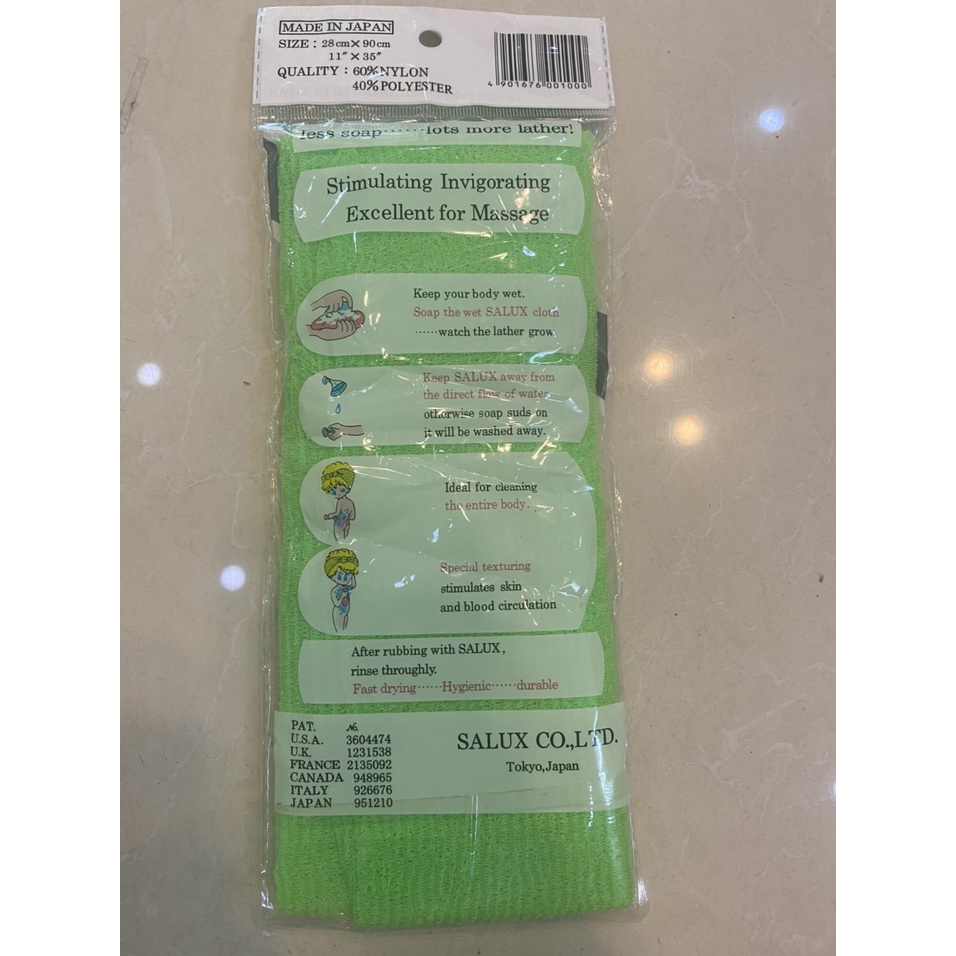 MADE IN JAPAN
SIZE : 28cm×90cm
11″×35″
QUALITY : 60%NYLON
40%POLYESTER
4 901676 001000
less soap······lots more lather!
Stimulating Invigorating
Excellent for Massage
Keep your body wet.
Soap the wet SALUX cloth
······watch the lather grow
Keep SALUX away from
the direct flow of water
otherwise soap suds on
it will be washed away.
Ideal for cleaning
the entire body.
Special texturing
stimulates skin
and blood circulation
After rubbing with SALUX,
rinse throughly.
Fast drying······Hygienic······durable
PAT. №.
U.S.A. 3604474
U.K. 1231538
FRANCE 2135092
CANADA 948965
ITALY 926676
JAPAN 951210
SALUX CO.,LTD.
Tokyo,Japan